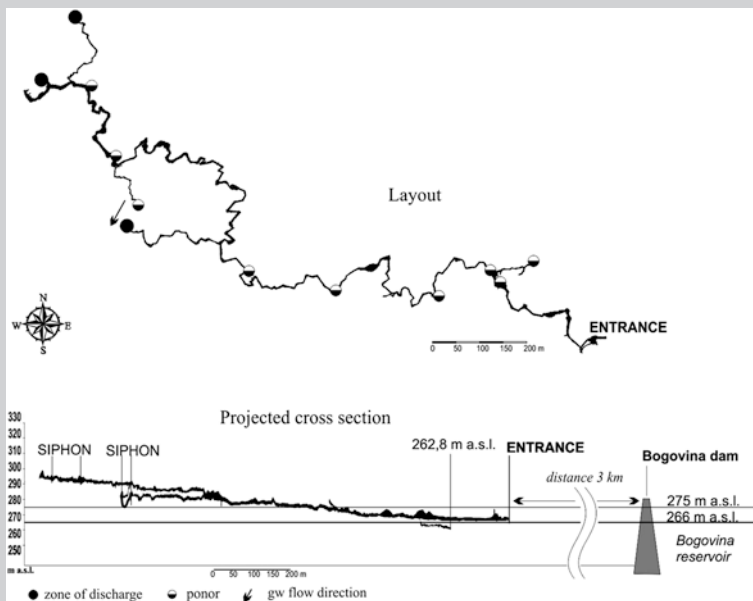 Layout
N
W E
S
ENTRANCE
0 50 100 150 200 m
Projected cross section
330
320
310
300
290
280
270
260
250
m a.s.l.
SIPHON SIPHON
262,8 m a.s.l.
ENTRANCE
Bogovina dam
distance 3 km
275 m a.s.l.
266 m a.s.l.
Bogovina
reservoir
0 50 100 150 200 m
zone of discharge ponor gw flow direction